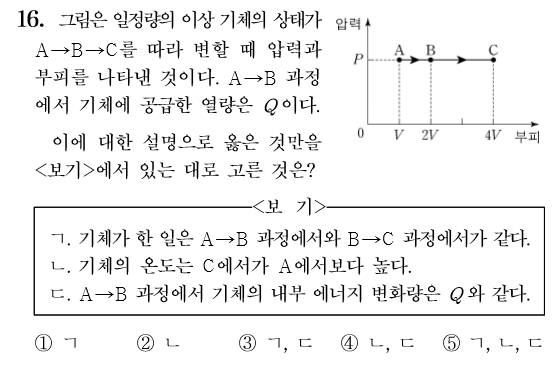 16. 그림은 일정량의 이상 기체의 상태가
A→B→C를 따라 변할 때 압력과
부피를 나타낸 것이다. A→B 과정
에서 기체에 공급한 열량은 Q이다.
이에 대한 설명으로 옳은 것만을
<보기>에서 있는 대로 고른 것은?
압력
P
A B C
0 V 2V 4V 부피
<보 기>
ㄱ. 기체가 한 일은 A→B 과정에서와 B→C 과정에서가 같다.
ㄴ. 기체의 온도는 C에서가 A에서보다 높다.
ㄷ. A→B 과정에서 기체의 내부 에너지 변화량은 Q와 같다.
① ㄱ ② ㄴ ③ ㄱ, ㄷ ④ ㄴ, ㄷ ⑤ ㄱ, ㄴ, ㄷ